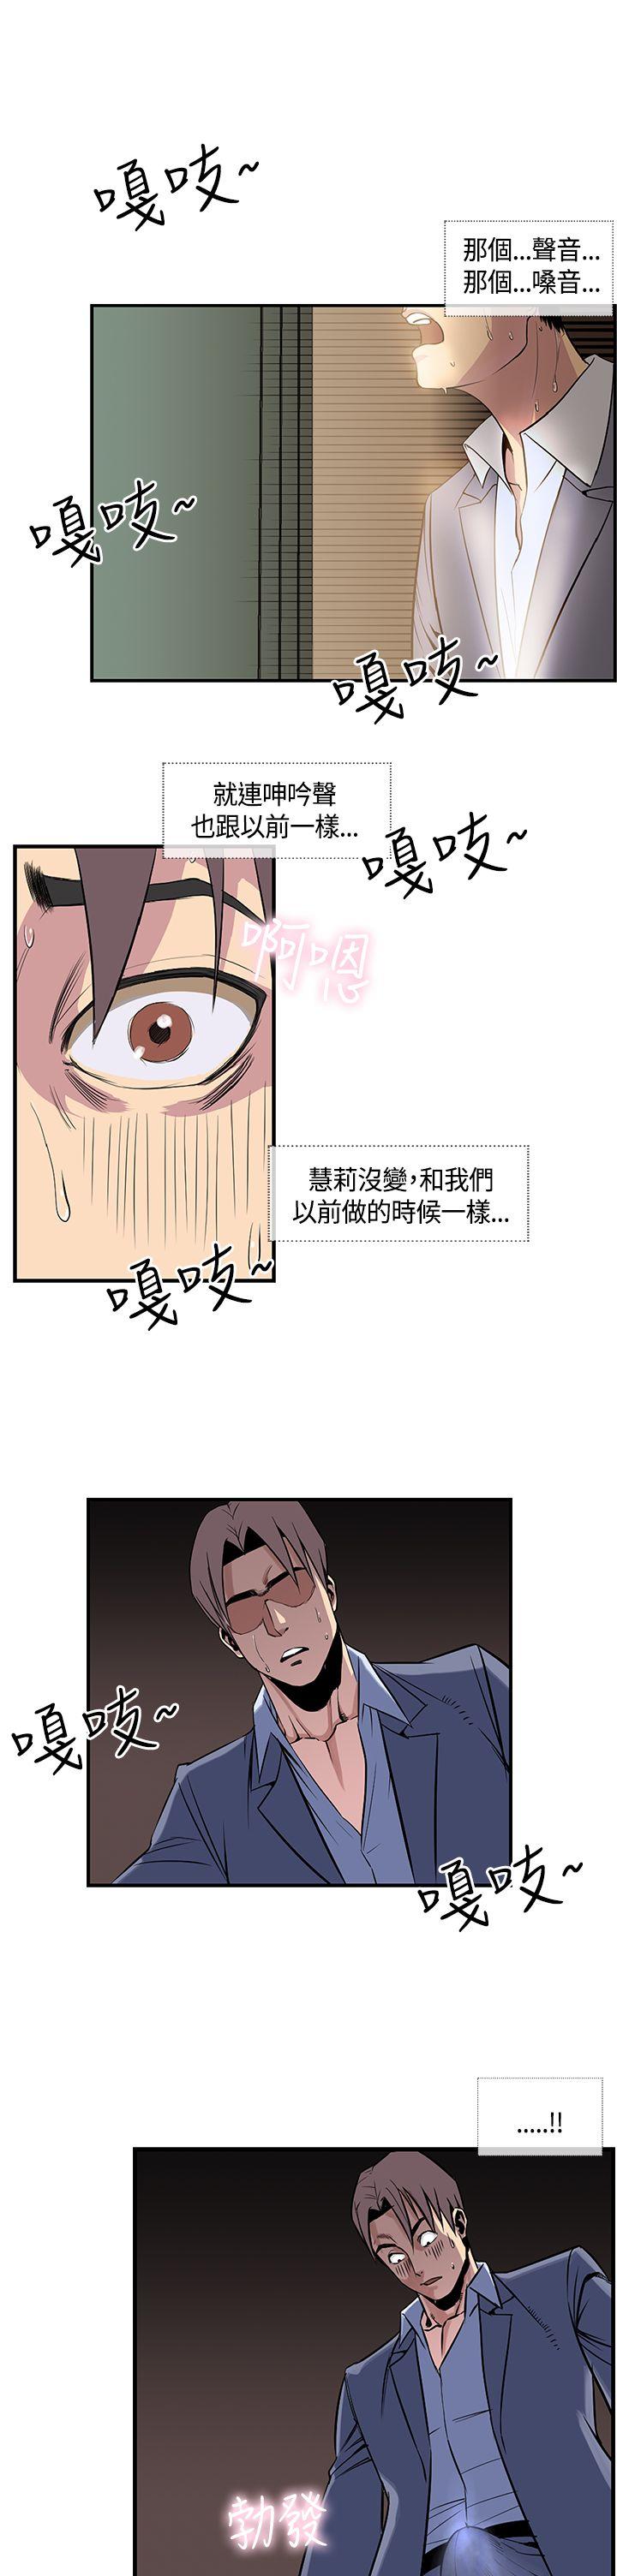 嘎吱~
那個...聲音...
那個...嗓音...
嘎吱~
嘎吱~
就連呻吟聲
也跟以前一樣...
嘎吱~
啊嗯
慧莉沒變,和我們
以前做的時候一樣...
嘎吱~
嘎吱~
嘎吱~
.....!!
勃發